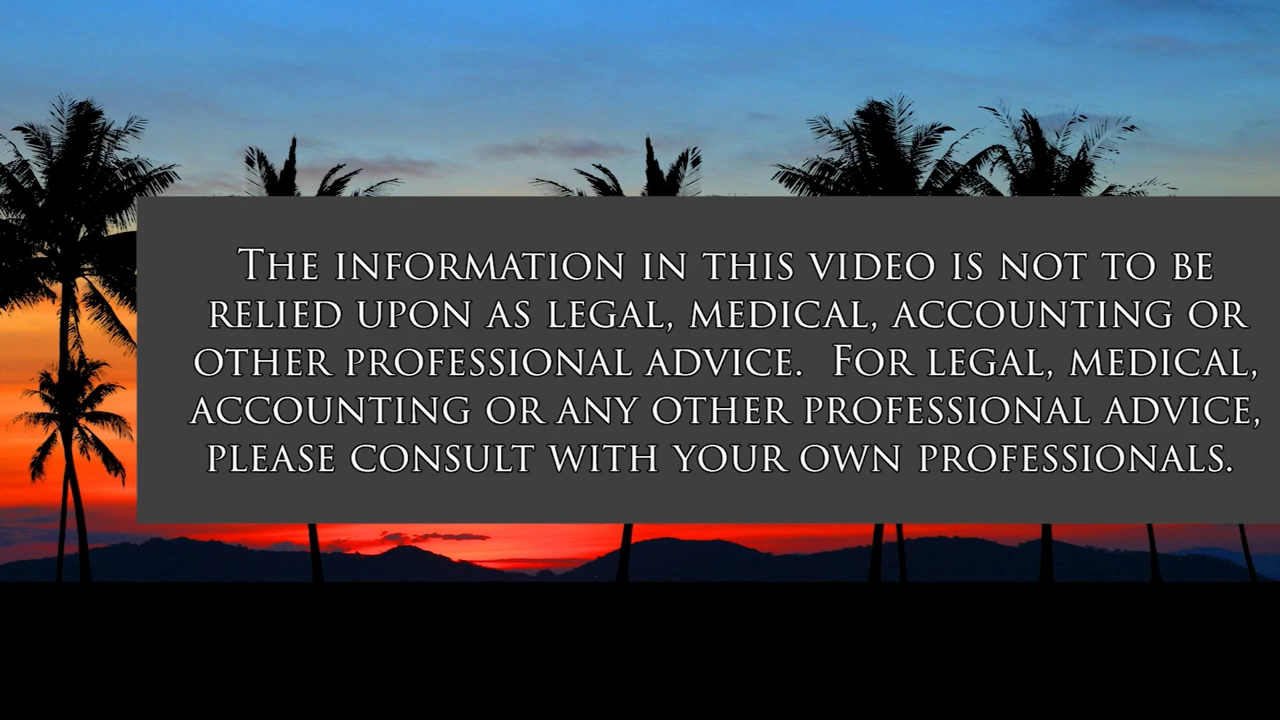 The information in this video is not to be
relied upon as legal, medical, accounting or
other professional advice.  For legal, medical,
accounting or any other professional advice,
please consult with your own professionals.